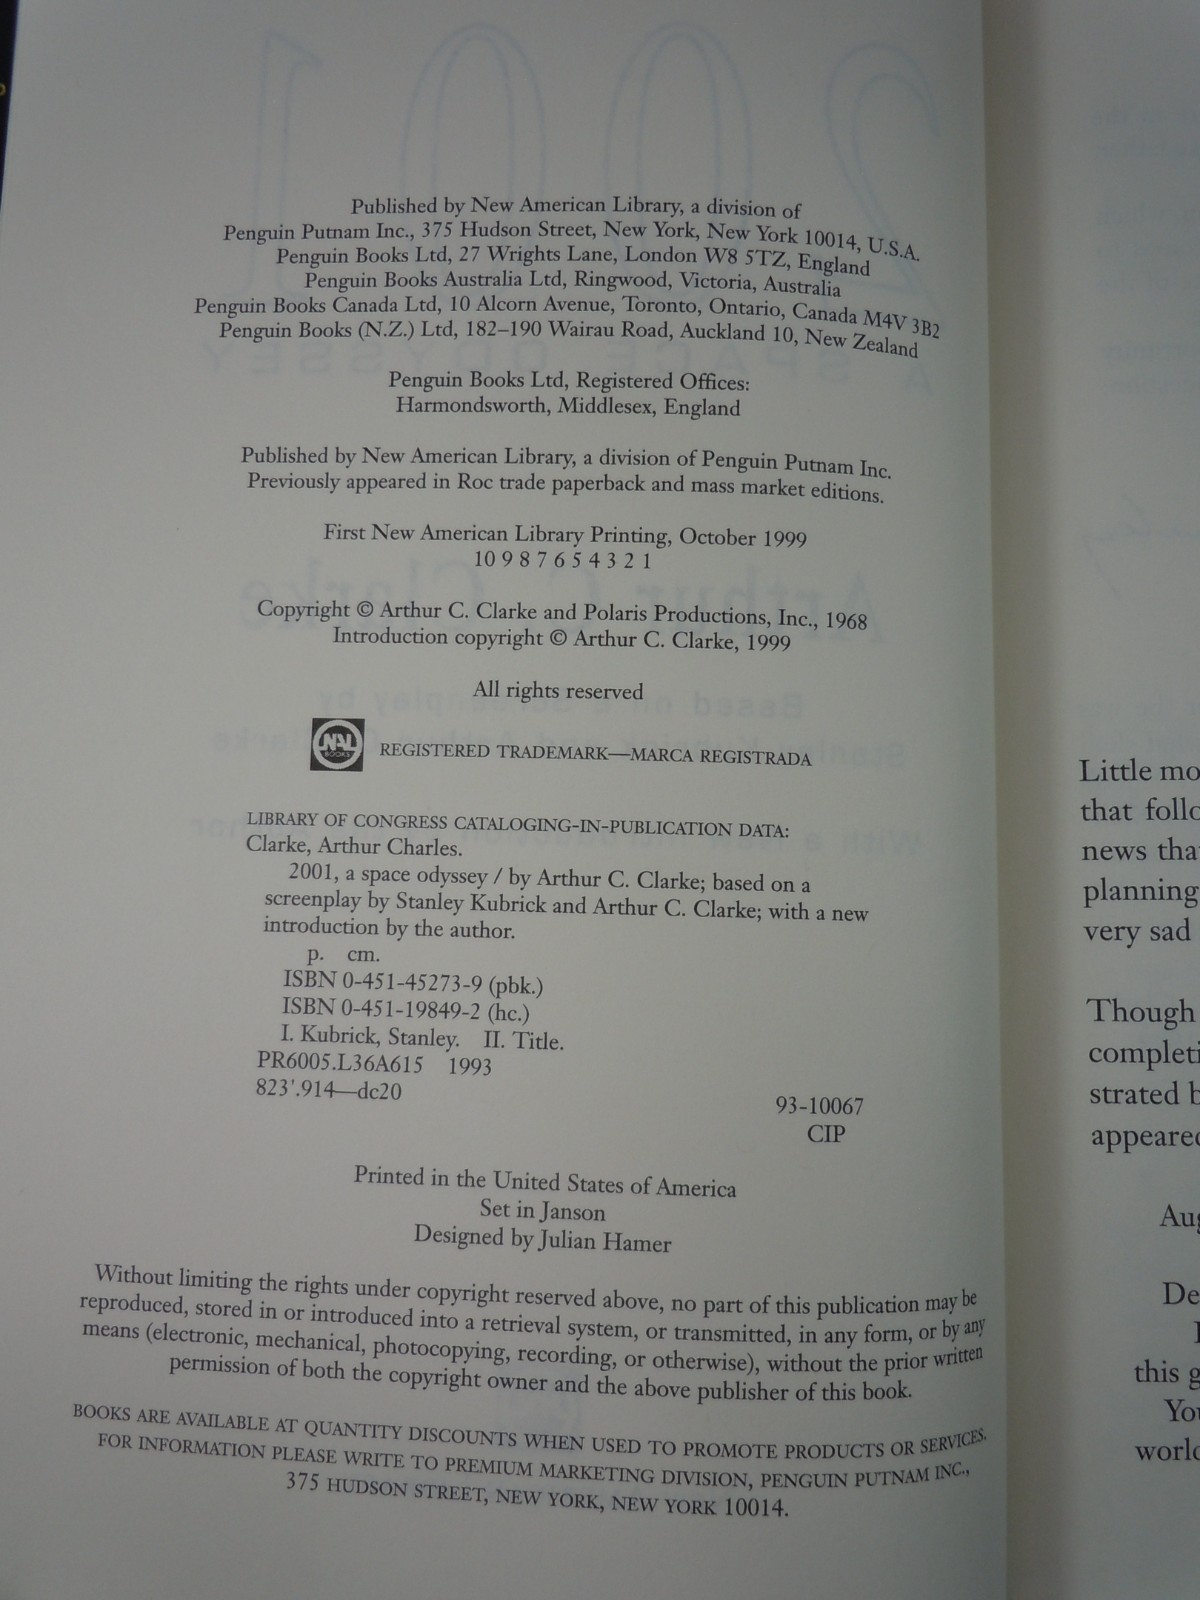 Published by New American Library, a division of
Penguin Putnam Inc., 375 Hudson Street, New York, New York 10014, U.S.A.
Penguin Books Ltd, 27 Wrights Lane, London W8 5TZ, England
Penguin Books Australia Ltd, Ringwood, Victoria, Australia
Penguin Books Canada Ltd, 10 Alcorn Avenue, Toronto, Ontario, Canada M4V 3B2
Penguin Books (N.Z.) Ltd, 182–190 Wairau Road, Auckland 10, New Zealand
Penguin Books Ltd, Registered Offices:
Harmondsworth, Middlesex, England
Published by New American Library, a division of Penguin Putnam Inc.
Previously appeared in Roc trade paperback and mass market editions.
First New American Library Printing, October 1999
10 9 8 7 6 5 4 3 2 1
Copyright © Arthur C. Clarke and Polaris Productions, Inc., 1968
Introduction copyright © Arthur C. Clarke, 1999
All rights reserved
NAL BOOKS REGISTERED TRADEMARK—MARCA REGISTRADA
LIBRARY OF CONGRESS CATALOGING-IN-PUBLICATION DATA:
Clarke, Arthur Charles.
2001, a space odyssey / by Arthur C. Clarke; based on a
screenplay by Stanley Kubrick and Arthur C. Clarke; with a new
introduction by the author.
p. cm.
ISBN 0-451-45273-9 (pbk.)
ISBN 0-451-19849-2 (hc.)
I. Kubrick, Stanley. II. Title.
PR6005.L36A615 1993
823'.914—dc20
93-10067
CIP
Printed in the United States of America
Set in Janson
Designed by Julian Hamer
Without limiting the rights under copyright reserved above, no part of this publication may be
reproduced, stored in or introduced into a retrieval system, or transmitted, in any form, or by any
means (electronic, mechanical, photocopying, recording, or otherwise), without the prior written
permission of both the copyright owner and the above publisher of this book.
BOOKS ARE AVAILABLE AT QUANTITY DISCOUNTS WHEN USED TO PROMOTE PRODUCTS OR SERVICES.
FOR INFORMATION PLEASE WRITE TO PREMIUM MARKETING DIVISION, PENGUIN PUTNAM INC.,
375 HUDSON STREET, NEW YORK, NEW YORK 10014.
Little mo
that follo
news tha
planning
very sad
Though
completi
strated b
appeared
Aug
De
this g
You
world